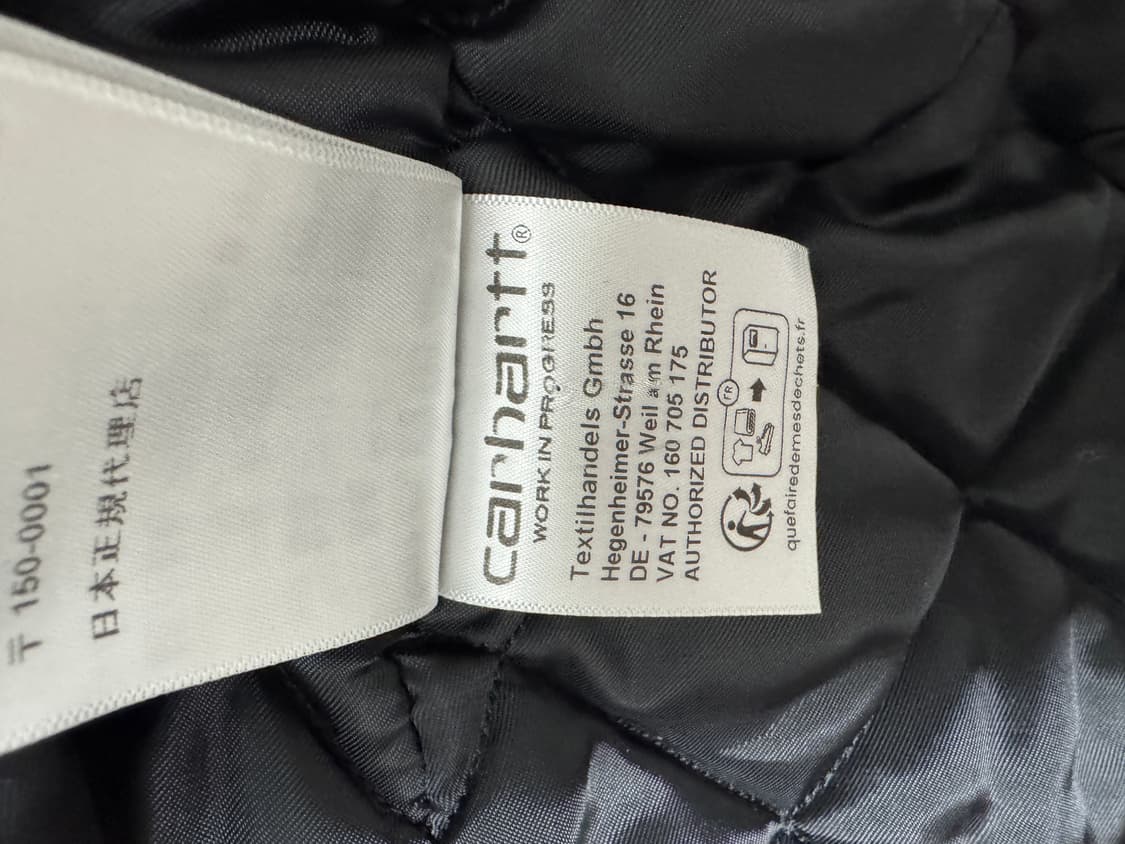 〒 150-0001
日本正規代理店
carhartt®
WORK IN PROGRESS
Textilhandels Gmbh
Hegenheimer-Strasse 16
DE - 79576 Weil am Rhein
VAT NO. 160 705 175
AUTHORIZED DISTRIBUTOR
FR
quefairedemesdechets.fr